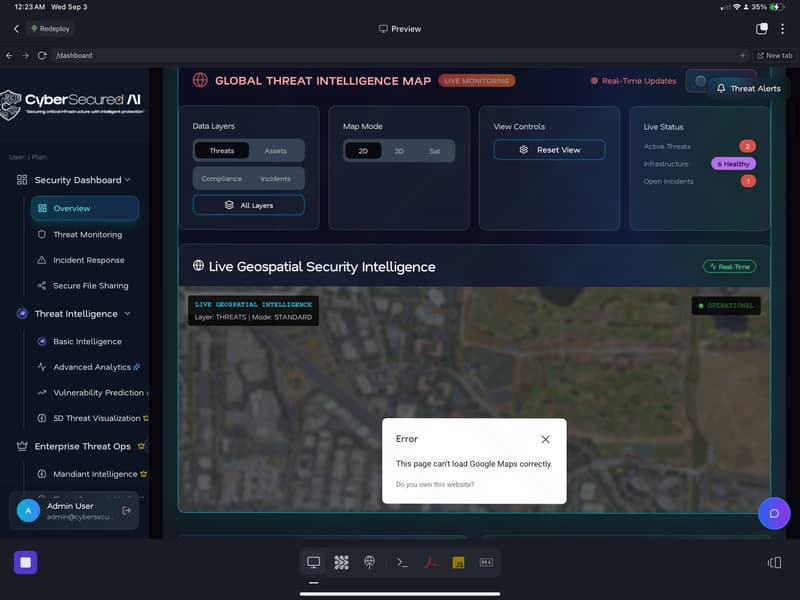 12:23 AM Wed Sep 3
35%
Redeploy
Preview
/dashboard
New tab
CyberSecured AI
"Securing critical infrastructure with intelligent protection"
User: | Plan:
Security Dashboard
Overview
Threat Monitoring
Incident Response
Secure File Sharing
Threat Intelligence
Basic Intelligence
Advanced Analytics
Vulnerability Prediction
5D Threat Visualization
Enterprise Threat Ops
Mandiant Intelligence
A
Admin User
admin@cybersecu...
GLOBAL THREAT INTELLIGENCE MAP
LIVE MONITORING
Real-Time Updates
Threat Alerts
Data Layers
Threats
Assets
Compliance
Incidents
All Layers
Map Mode
2D
3D
Sat
View Controls
Reset View
Live Status
Active Threats
2
Infrastructure
6 Healthy
Open Incidents
1
Live Geospatial Security Intelligence
Real-Time
LIVE GEOSPATIAL INTELLIGENCE
Layer: THREATS | Mode: STANDARD
OPERATIONAL
Error
This page can't load Google Maps correctly.
Do you own this website?
JS